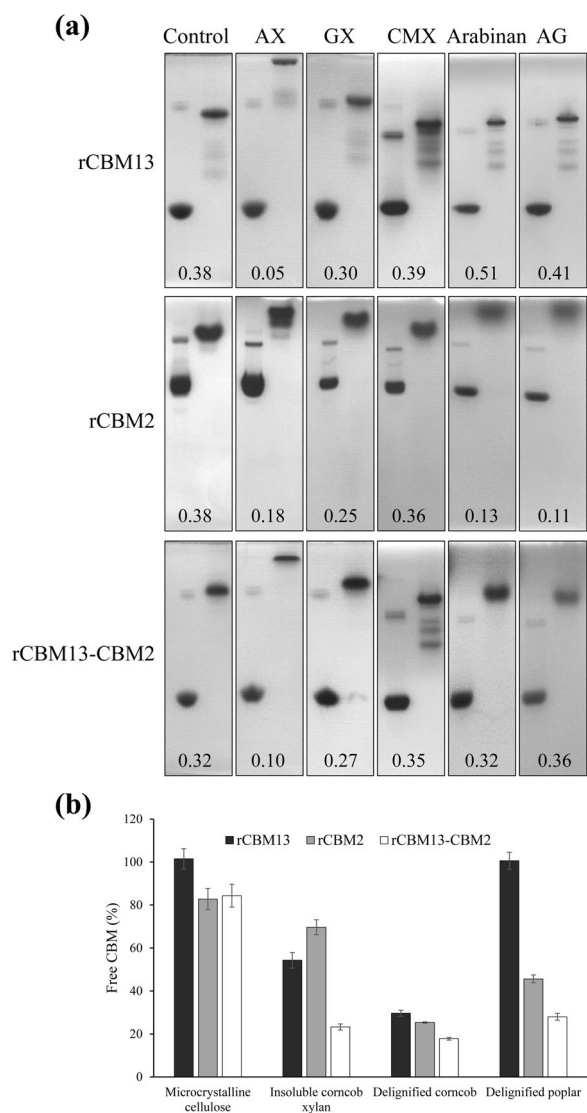 (a)
Control AX GX CMX Arabinan AG
rCBM13
0.38 0.05 0.30 0.39 0.51 0.41
rCBM2
0.38 0.18 0.25 0.36 0.13 0.11
rCBM13-CBM2
0.32 0.10 0.27 0.35 0.32 0.36
(b)
120
100
80
60
40
20
0
Free CBM (%)
rCBM13 rCBM2 rCBM13-CBM2
Microcrystalline Insoluble corncob Delignified corncob Delignified poplar
cellulose xylan